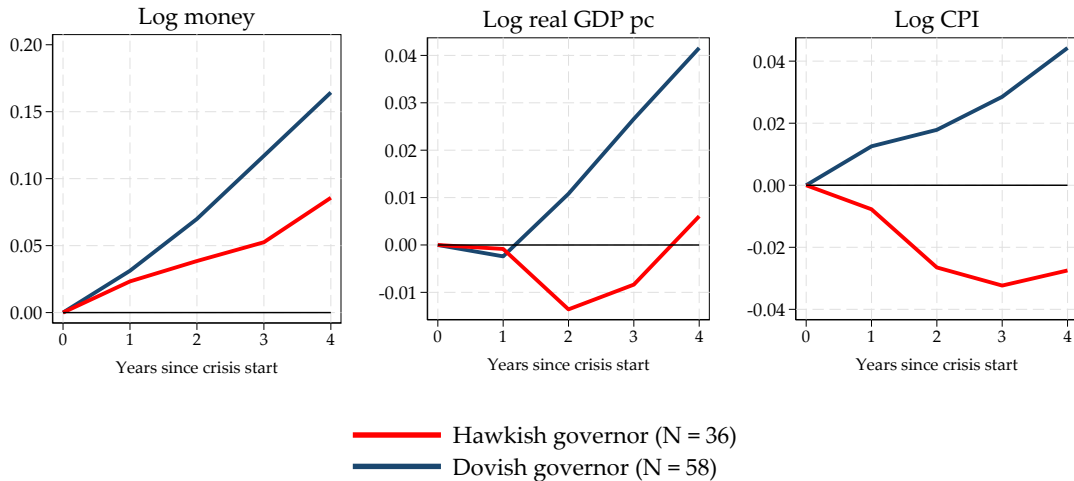 Log money
0.20
0.15
0.10
0.05
0.00
0 1 2 3 4
Years since crisis start
Log real GDP pc
0.04
0.03
0.02
0.01
0.00
-0.01
0 1 2 3 4
Years since crisis start
Log CPI
0.04
0.02
0.00
-0.02
-0.04
0 1 2 3 4
Years since crisis start
Hawkish governor (N = 36)
Dovish governor (N = 58)